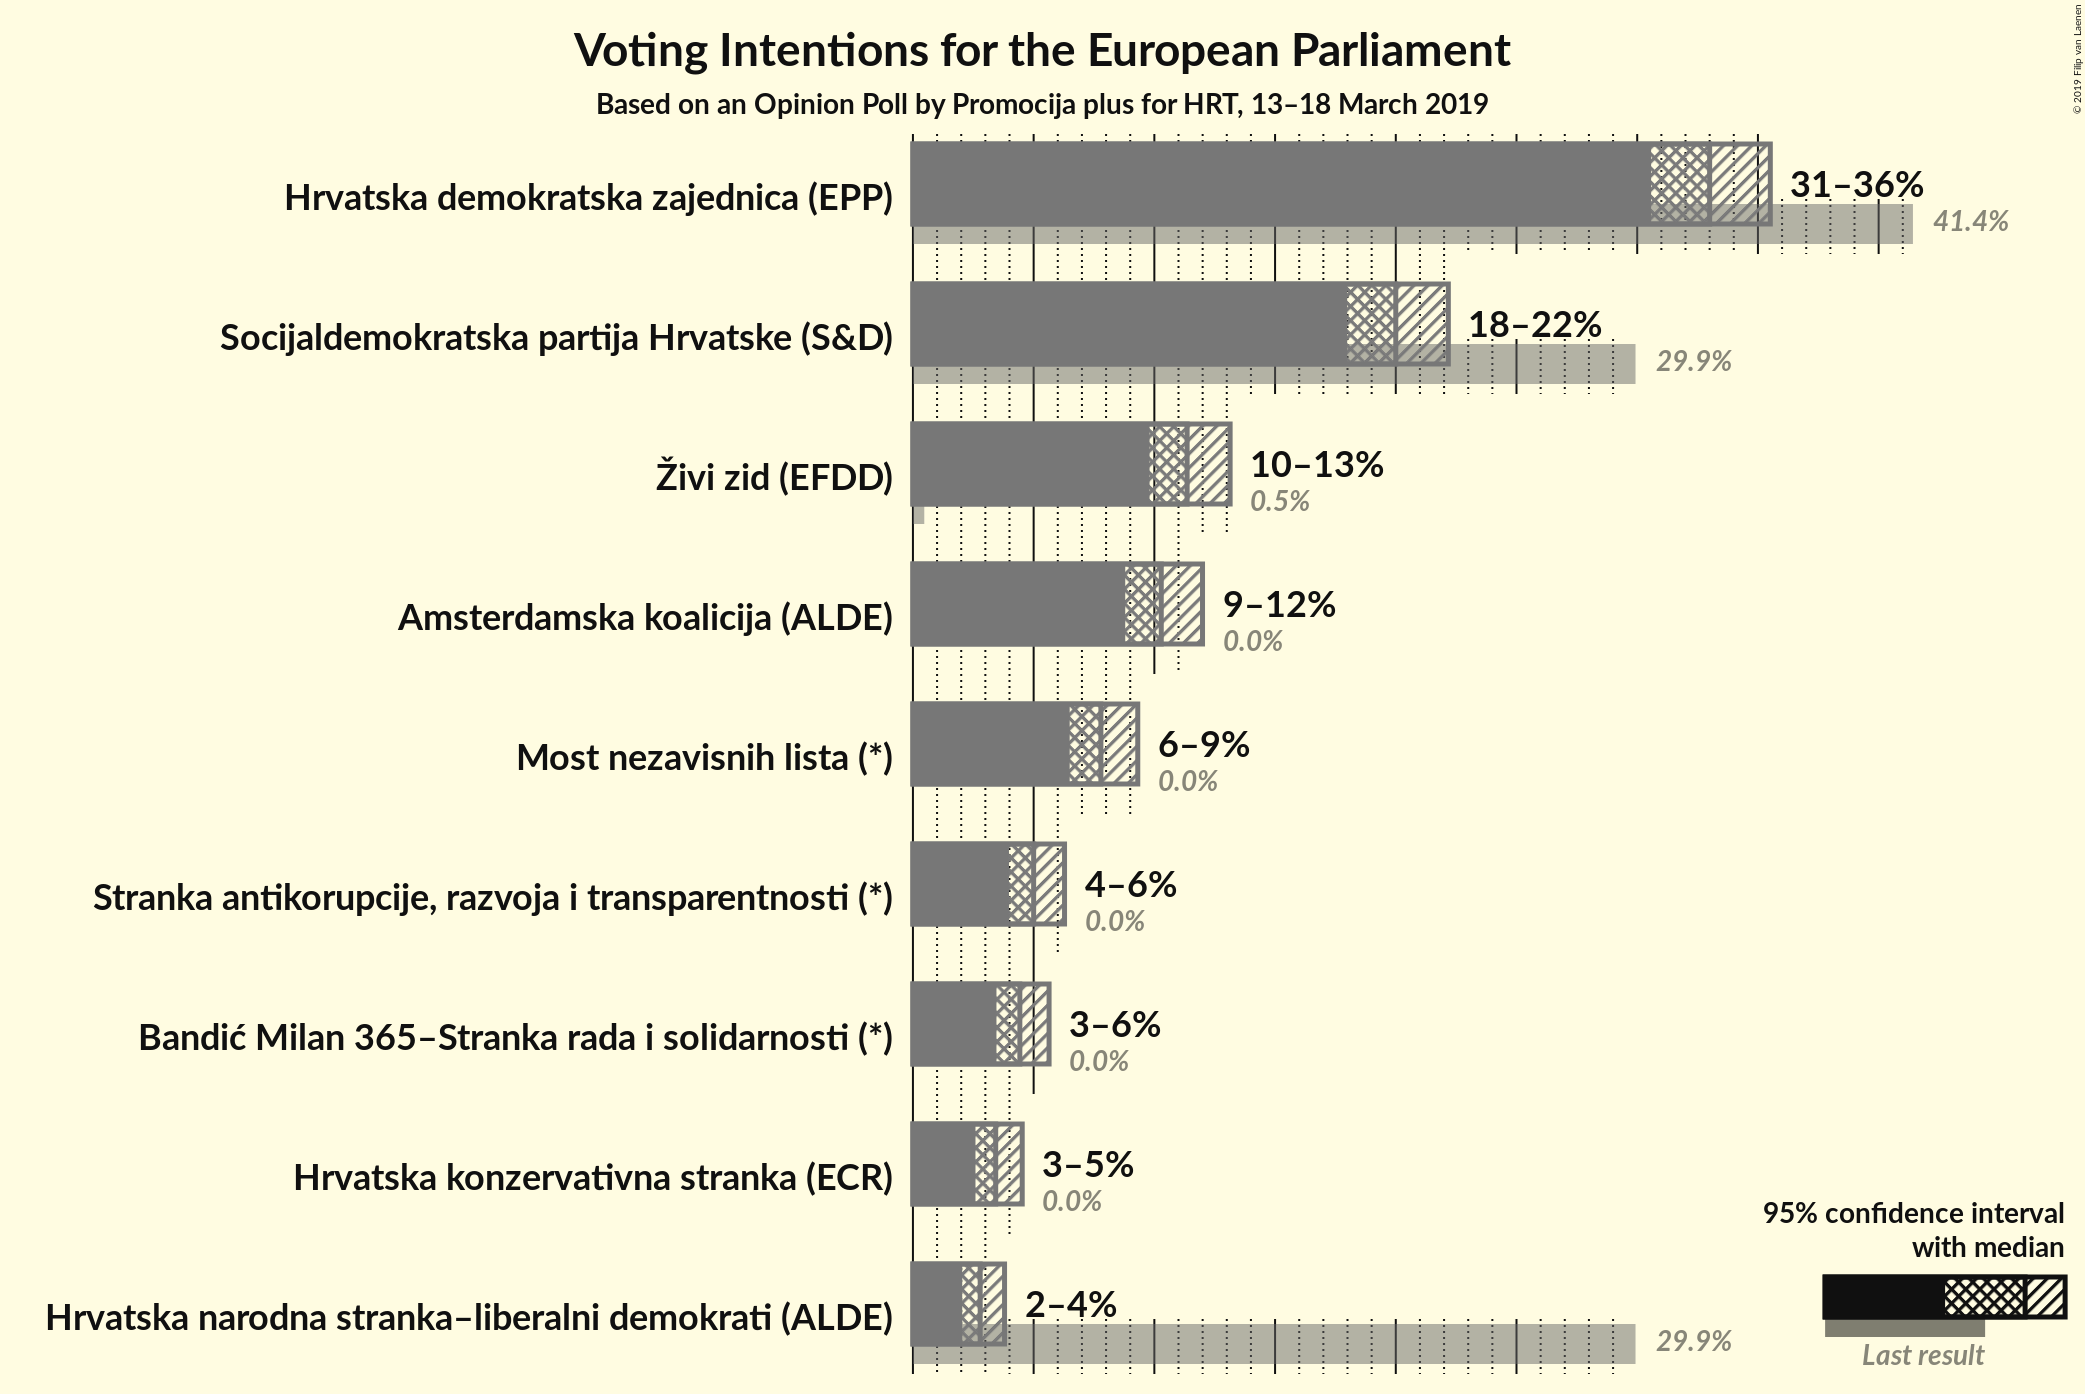 Voting Intentions for the European Parliament
Based on an Opinion Poll by Promocija plus for HRT, 13–18 March 2019
© 2019 Filip van Laenen
Hrvatska demokratska zajednica (EPP)
31–36%
41.4%
Socijaldemokratska partija Hrvatske (S&D)
18–22%
29.9%
Živi zid (EFDD)
10–13%
0.5%
Amsterdamska koalicija (ALDE)
9–12%
0.0%
Most nezavisnih lista (*)
6–9%
0.0%
Stranka antikorupcije, razvoja i transparentnosti (*)
4–6%
0.0%
Bandić Milan 365–Stranka rada i solidarnosti (*)
3–6%
0.0%
Hrvatska konzervativna stranka (ECR)
3–5%
0.0%
Hrvatska narodna stranka–liberalni demokrati (ALDE)
2–4%
29.9%
95% confidence interval
with median
Last result